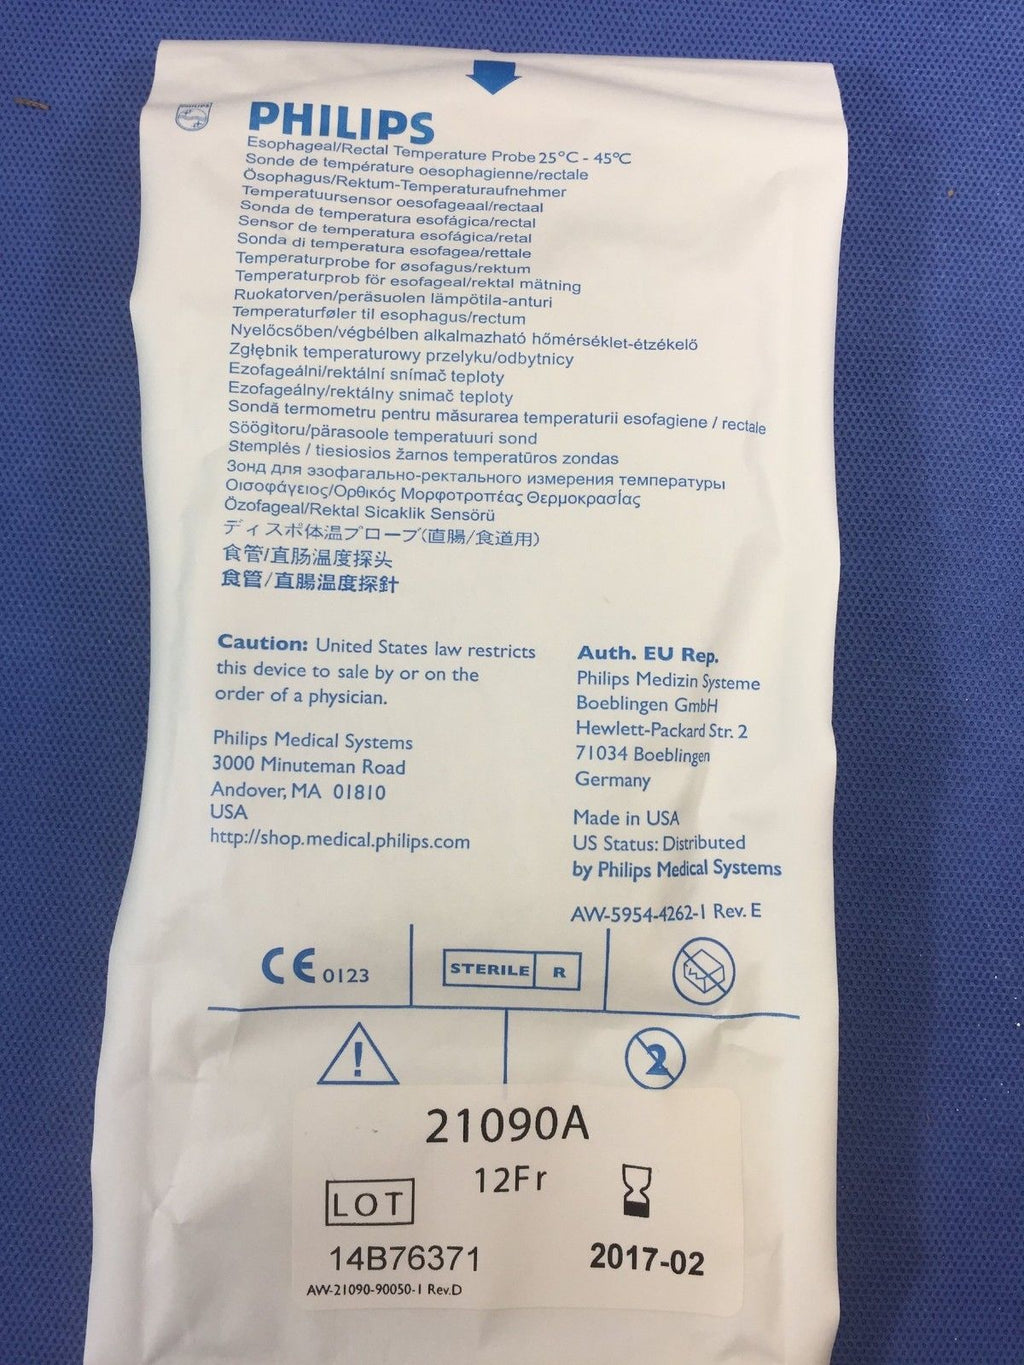 PHILIPS
PHILIPS
Esophageal/Rectal Temperature Probe 25°C - 45°C
Sonde de température oesophagienne/rectale
Ösophagus/Rektum-Temperaturaufnehmer
Temperatuursensor oesofageaal/rectaal
Sonda de temperatura esofágica/rectal
Sensor de temperatura esofágica/retal
Sonda di temperatura esofagea/rettale
Temperaturprobe for øsofagus/rektum
Temperaturprob för esofageal/rektal mätning
Ruokatorven/peräsuolen lämpötila-anturi
Temperaturføler til esophagus/rectum
Nyelőcsőben/végbélben alkalmazható hőmérséklet-étzékelő
Zgłębnik temperaturowy przelyku/odbytnicy
Ezofageálni/rektální snímač teploty
Ezofageálny/rektálny snimač teploty
Sondă termometru pentru măsurarea temperaturii esofagiene / rectale
Söögitoru/pärasoole temperatuuri sond
Stemplés / tiesiosios žarnos temperatūros zondas
Зонд для эзофагально-ректального измерения температуры
Οισοφάγειος/Ορθικός Μορφοτροπέας Θερμοκρασίας
Özofageal/Rektal Sicaklik Sensörü
ディスポ体温プローブ(直腸/食道用)
食管/直肠温度探头
食管/直腸溫度探針
Caution: United States law restricts
this device to sale by or on the
order of a physician.
Philips Medical Systems
3000 Minuteman Road
Andover, MA 01810
USA
http://shop.medical.philips.com
Auth. EU Rep.
Philips Medizin Systeme
Boeblingen GmbH
Hewlett-Packard Str. 2
71034 Boeblingen
Germany
Made in USA
US Status: Distributed
by Philips Medical Systems
AW-5954-4262-1 Rev. E
CE 0123
STERILE R
!
2
21090A
12Fr
LOT
14B76371
2017-02
AW-21090-90050-1 Rev.D